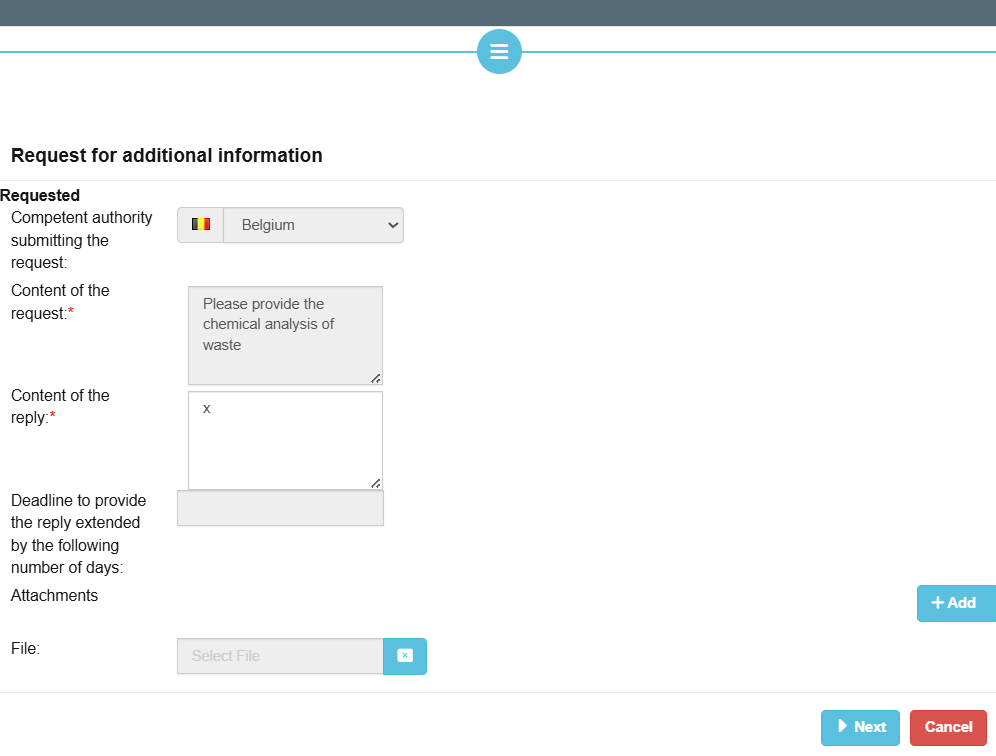 Request for additional information
Requested
Competent authority
submitting the
request:
Belgium
Content of the
request:*
Please provide the
chemical analysis of
waste
Content of the
reply:*
x
Deadline to provide
the reply extended
by the following
number of days:
Attachments
Add
File:
Select File
Next
Cancel